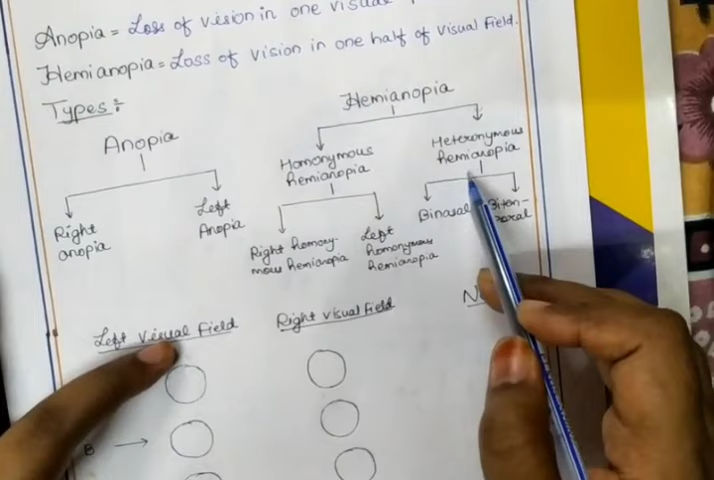 Anopia = Loss of vision in one visual
Hemianopia = Loss of vision in one half of visual field.
Types:-
Anopia
Right anopia
Left Anopia
Hemianopia
Homonymous hemianopia
Right homony-
mous hemianopia
Left homonymous hemianopia
Heteronymous hemianopia
Binasal
Left Visual Field
Right visual Field
B